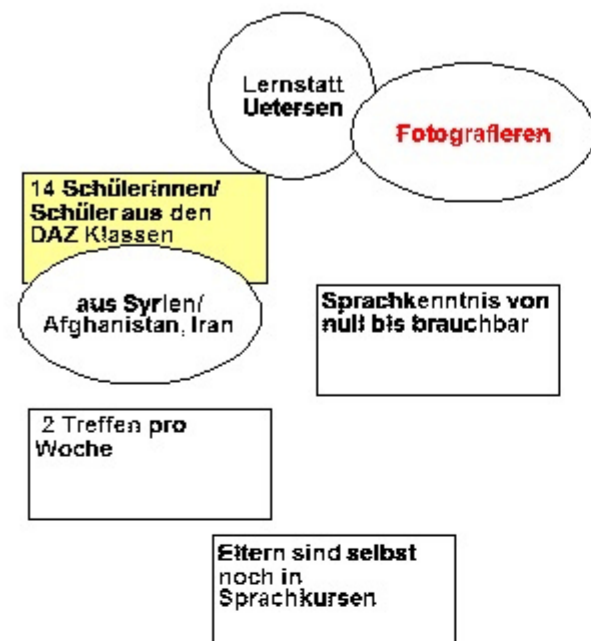 Lernstatt
Uetersen
Fotografieren
14 Schülerinnen/
Schüler aus den
DAZ Klassen
aus Syrien/
Afghanistan, Iran
Sprachkenntnis von
null bis brauchbar
2 Treffen pro
Woche
Eltern sind selbst
noch in
Sprachkursen